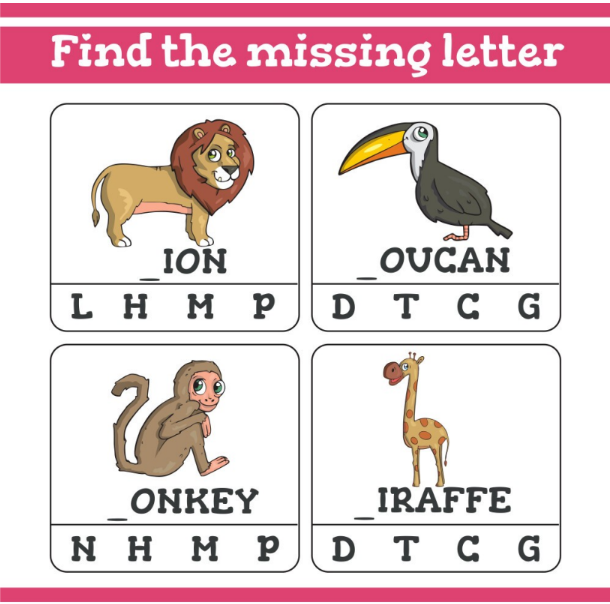 Find the missing letter
_ION
L H M P
_OUCAN
D T C G
_ONKEY
N H M P
_IRAFFE
D T C G